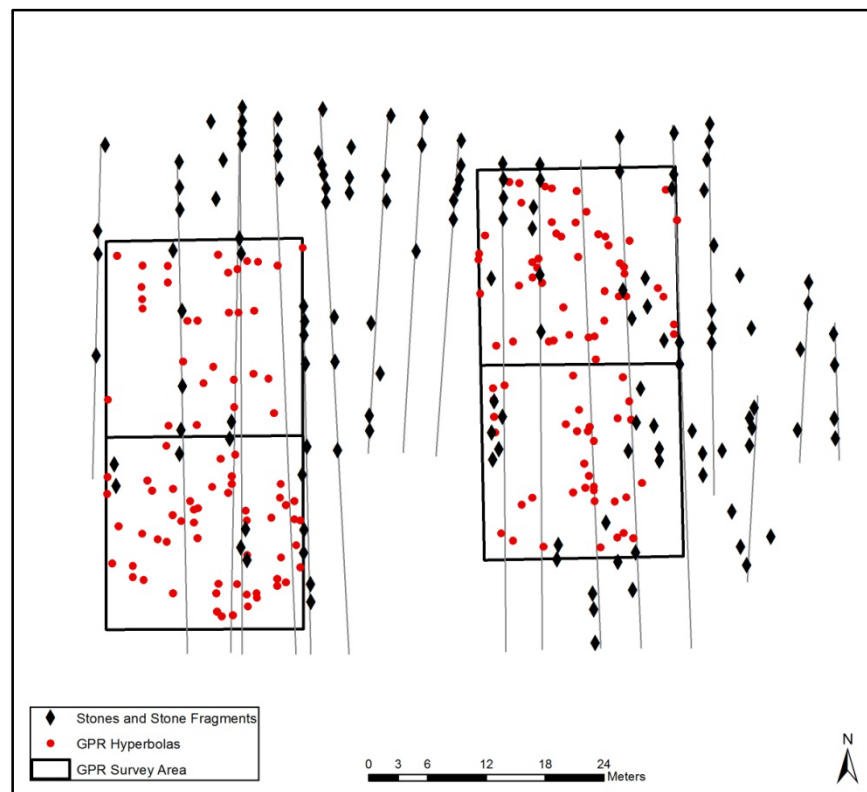 N
Stones and Stone Fragments
GPR Hyperbolas
GPR Survey Area
0 3 6 12 18 24
Meters